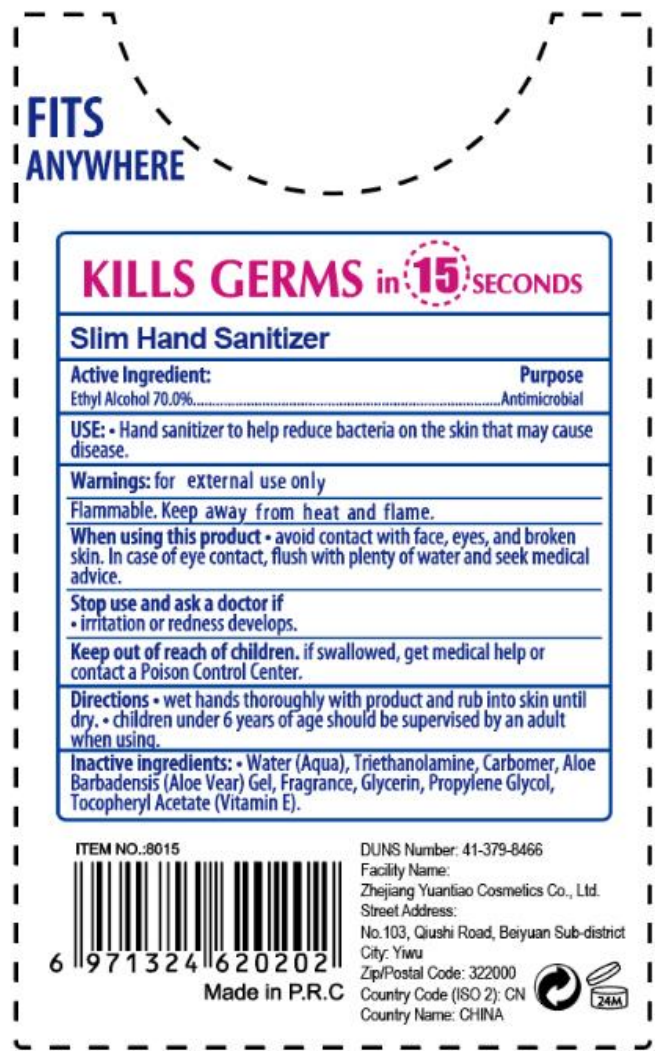 FITS
ANYWHERE
KILLS GERMS in 15 SECONDS
Slim Hand Sanitizer
Active Ingredient: Purpose
Ethyl Alcohol 70.0%......Antimicrobial
USE: • Hand sanitizer to help reduce bacteria on the skin that may cause
disease.
Warnings: for external use only
Flammable. Keep away from heat and flame.
When using this product • avoid contact with face, eyes, and broken
skin. In case of eye contact, flush with plenty of water and seek medical
advice.
Stop use and ask a doctor if
• irritation or redness develops.
Keep out of reach of children. if swallowed, get medical help or
contact a Poison Control Center.
Directions • wet hands thoroughly with product and rub into skin until
dry. • children under 6 years of age should be supervised by an adult
when using.
Inactive ingredients: • Water (Aqua), Triethanolamine, Carbomer, Aloe
Barbadensis (Aloe Vear) Gel, Fragrance, Glycerin, Propylene Glycol,
Tocopheryl Acetate (Vitamin E).
ITEM NO.:8015
6 971324 620202
Made in P.R.C
DUNS Number: 41-379-8466
Facility Name:
Zhejiang Yuantiao Cosmetics Co., Ltd.
Street Address:
No.103, Qiushi Road, Beiyuan Sub-district
City: Yiwu
Zip/Postal Code: 322000
Country Code (ISO 2): CN
Country Name: CHINA
24M